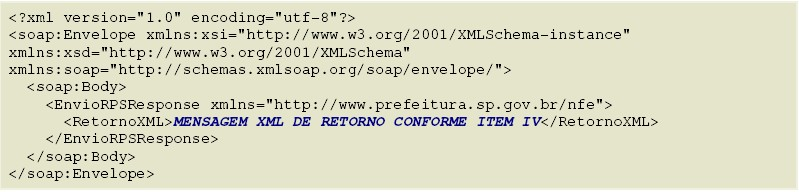 <?xml version="1.0" encoding="utf-8"?>
<soap:Envelope xmlns:xsi="http://www.w3.org/2001/XMLSchema-instance"
xmlns:xsd="http://www.w3.org/2001/XMLSchema"
xmlns:soap="http://schemas.xmlsoap.org/soap/envelope/">
  <soap:Body>
    <EnvioRPSResponse xmlns="http://www.prefeitura.sp.gov.br/nfe">
      <RetornoXML>MENSAGEM XML DE RETORNO CONFORME ITEM IV</RetornoXML>
    </EnvioRPSResponse>
  </soap:Body>
</soap:Envelope>